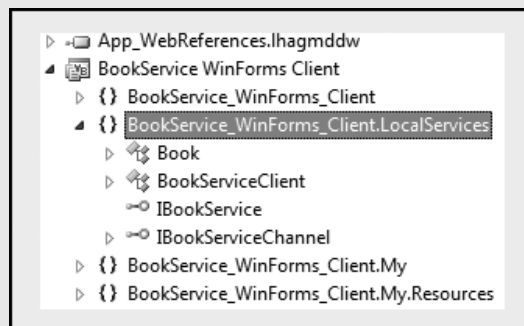 App_WebReferences.lhagmddw
BookService WinForms Client
{} BookService_WinForms_Client
{} BookService_WinForms_Client.LocalServices
Book
BookServiceClient
IBookService
IBookServiceChannel
{} BookService_WinForms_Client.My
{} BookService_WinForms_Client.My.Resources